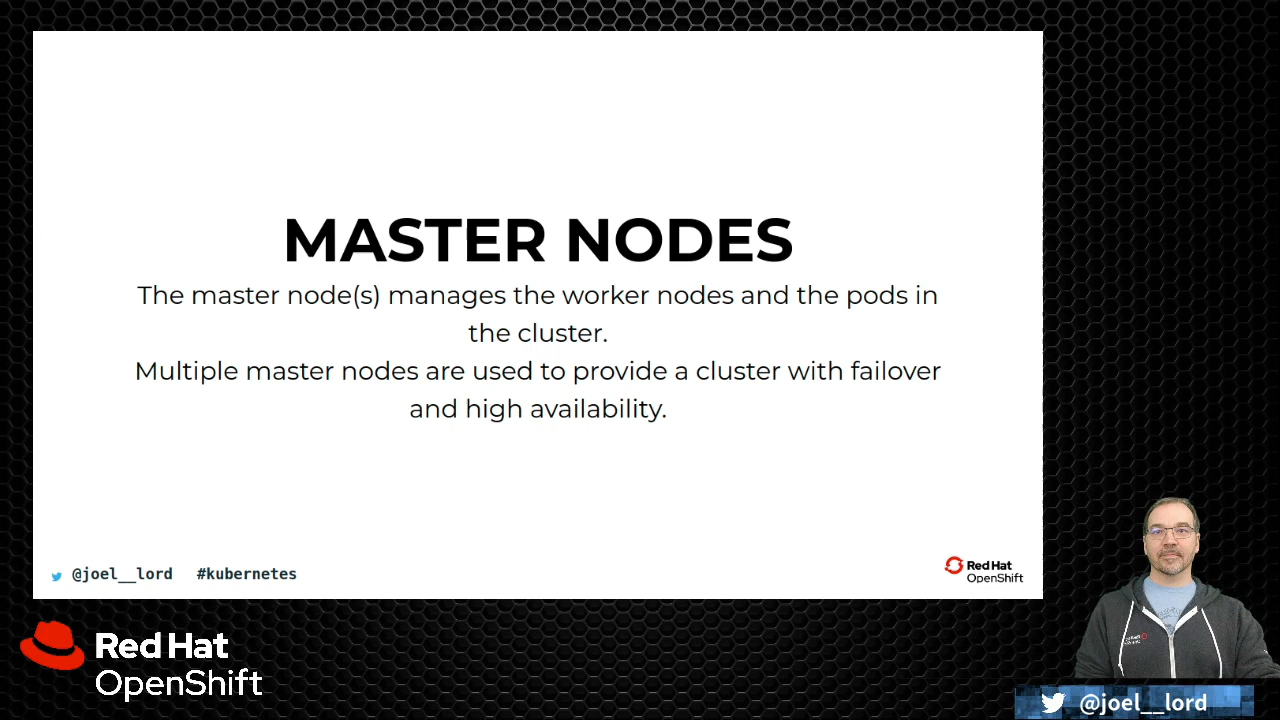 MASTER NODES
The master node(s) manages the worker nodes and the pods in
the cluster.
Multiple master nodes are used to provide a cluster with failover
and high availability.
@joel__lord #kubernetes
Red Hat
OpenShift
Red Hat
OpenShift
@joel__lord